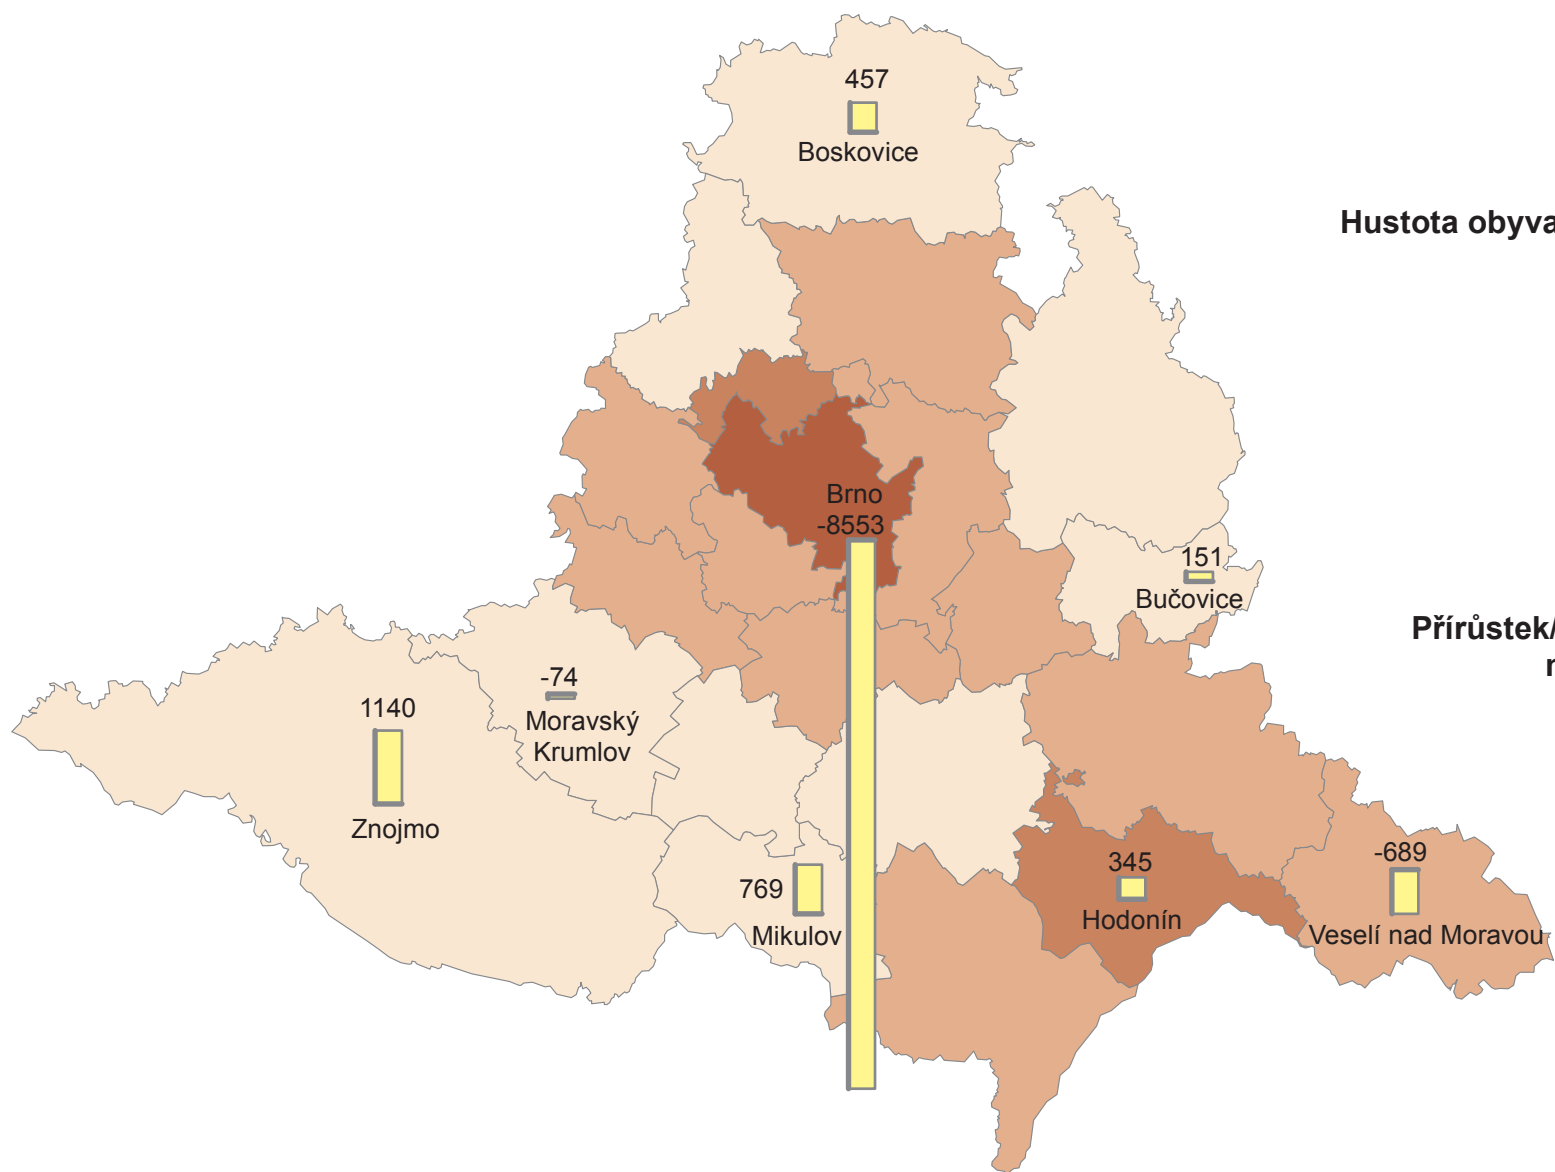 457
Boskovice
Hustota obyva
Brno
-8553
151
Bučovice
Přírůstek/
-74
Moravský
Krumlov
1140
Znojmo
769
Mikulov
345
Hodonín
-689
Veselí nad Moravou